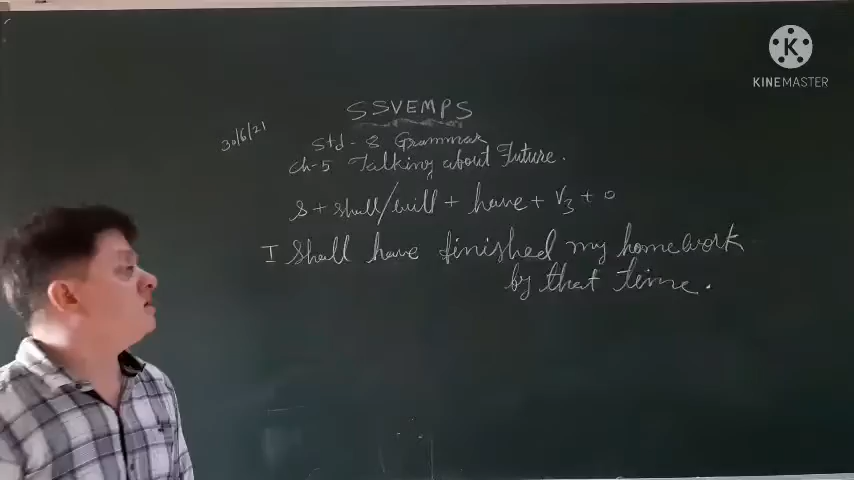 K
KINEMASTER
SSVEMPS
30/6/21
Std - 8 Grammar
Ch-5 Talking about Future.
S + shall/will + have + V3 + o
I Shall have finished my homework
by that time.